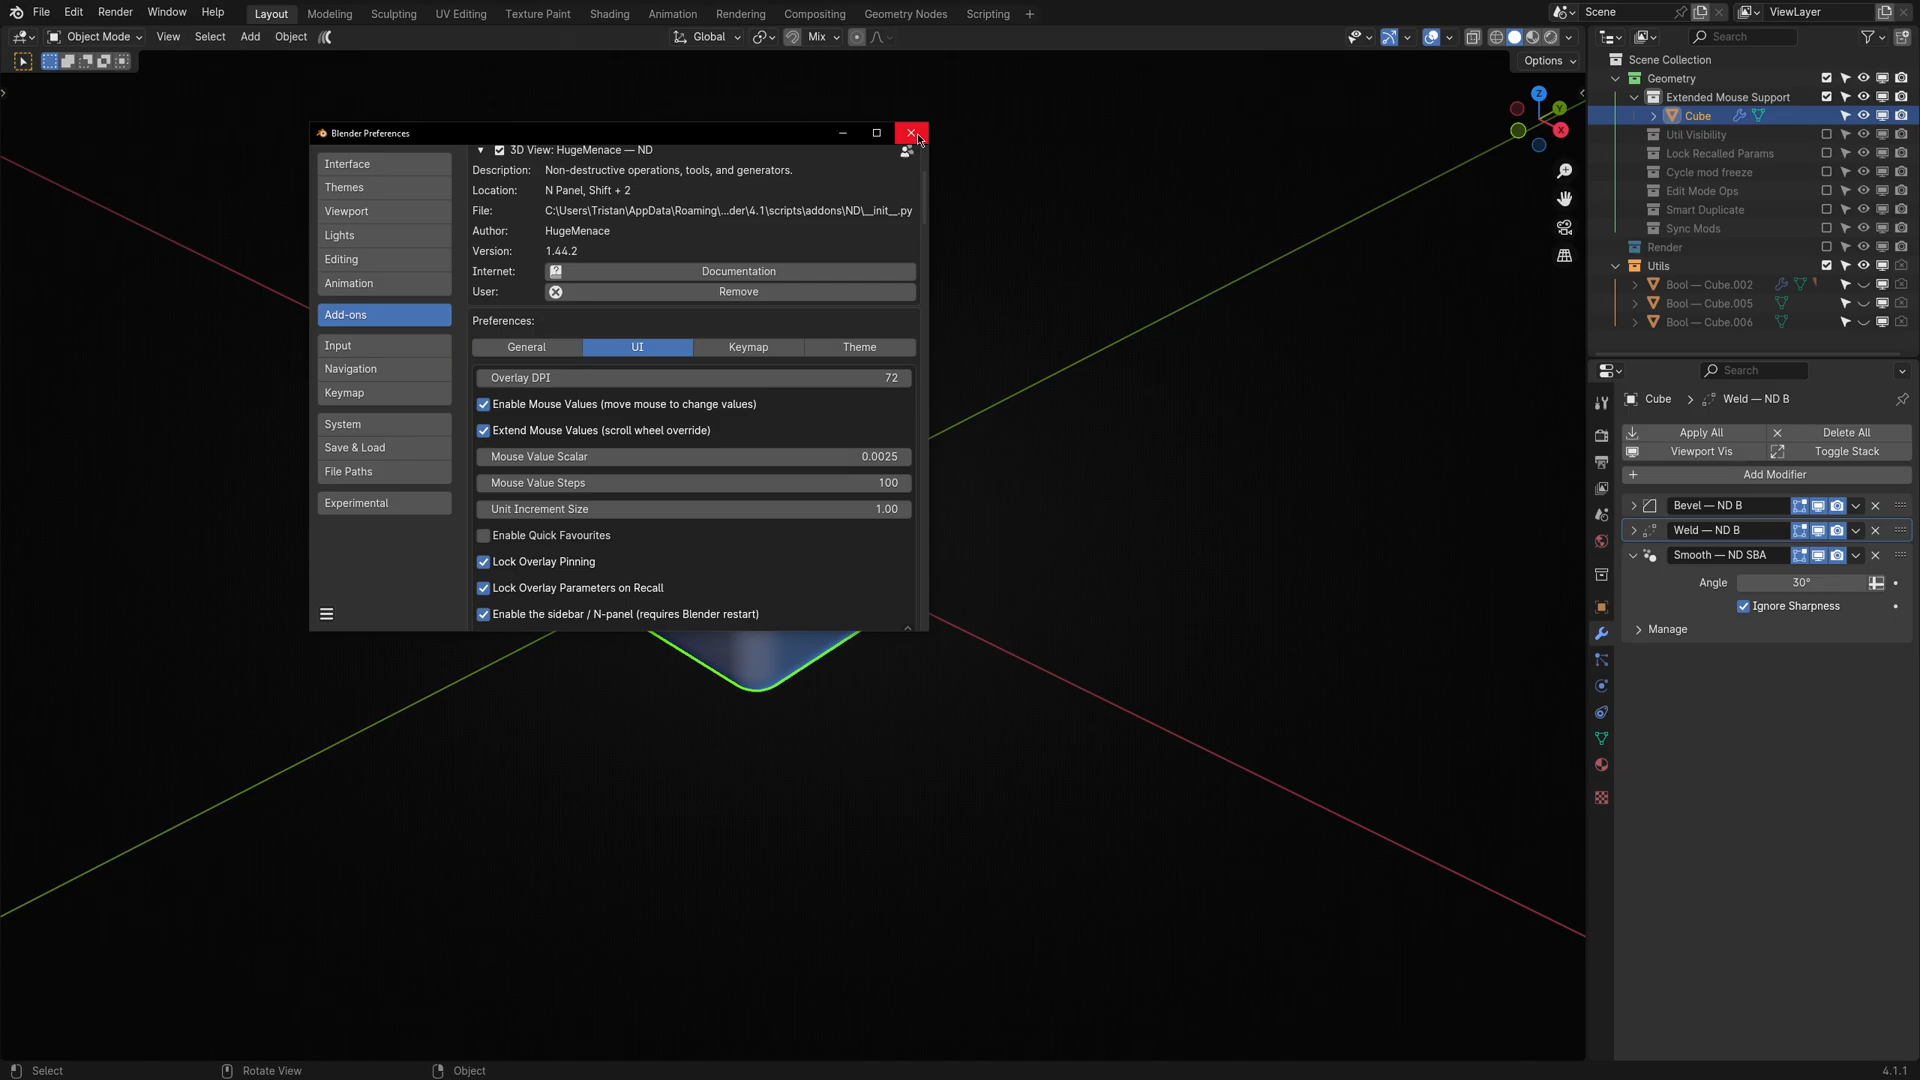 File Edit Render Window Help Layout Modeling Sculpting UV Editing Texture Paint Shading Animation Rendering Compositing Geometry Nodes Scripting + Scene ViewLayer
Object Mode View Select Add Object Global Mix Search
Options
Scene Collection
Geometry
Extended Mouse Support
Cube
Util Visibility
Lock Recalled Params
Cycle mod freeze
Edit Mode Ops
Smart Duplicate
Sync Mods
Render
Utils
Bool — Cube.002
Bool — Cube.005
Bool — Cube.006
Z
Y
X
Blender Preferences
Interface
Themes
Viewport
Lights
Editing
Animation
Add-ons
Input
Navigation
Keymap
System
Save & Load
File Paths
Experimental
3D View: HugeMenace — ND
Description: Non-destructive operations, tools, and generators.
Location: N Panel, Shift + 2
File: C:\Users\Tristan\AppData\Roaming\...der\4.1\scripts\addons\ND\__init__.py
Author: HugeMenace
Version: 1.44.2
Internet: Documentation
User: Remove
Preferences:
General UI Keymap Theme
Overlay DPI 72
Enable Mouse Values (move mouse to change values)
Extend Mouse Values (scroll wheel override)
Mouse Value Scalar 0.0025
Mouse Value Steps 100
Unit Increment Size 1.00
Enable Quick Favourites
Lock Overlay Pinning
Lock Overlay Parameters on Recall
Enable the sidebar / N-panel (requires Blender restart)
Search
Cube Weld — ND B
Apply All Delete All
Viewport Vis Toggle Stack
Add Modifier
Bevel — ND B
Weld — ND B
Smooth — ND SBA
Angle 30°
Ignore Sharpness
Manage
Select Rotate View Object 4.1.1